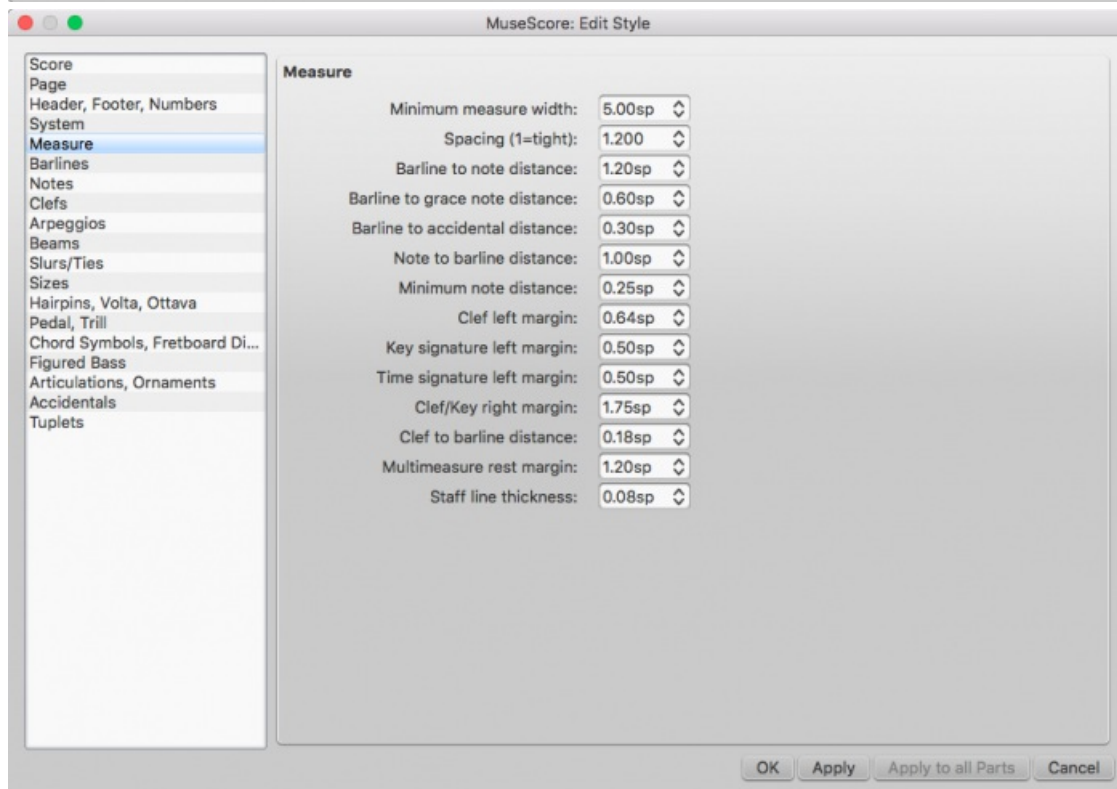 MuseScore: Edit Style
Score
Page
Header, Footer, Numbers
System
Measure
Barlines
Notes
Clefs
Arpeggios
Beams
Slurs/Ties
Sizes
Hairpins, Volta, Ottava
Pedal, Trill
Chord Symbols, Fretboard Di...
Figured Bass
Articulations, Ornaments
Accidentals
Tuplets
Measure
Minimum measure width: 5.00sp
Spacing (1=tight): 1.200
Barline to note distance: 1.20sp
Barline to grace note distance: 0.60sp
Barline to accidental distance: 0.30sp
Note to barline distance: 1.00sp
Minimum note distance: 0.25sp
Clef left margin: 0.64sp
Key signature left margin: 0.50sp
Time signature left margin: 0.50sp
Clef/Key right margin: 1.75sp
Clef to barline distance: 0.18sp
Multimeasure rest margin: 1.20sp
Staff line thickness: 0.08sp
OK Apply Apply to all Parts Cancel